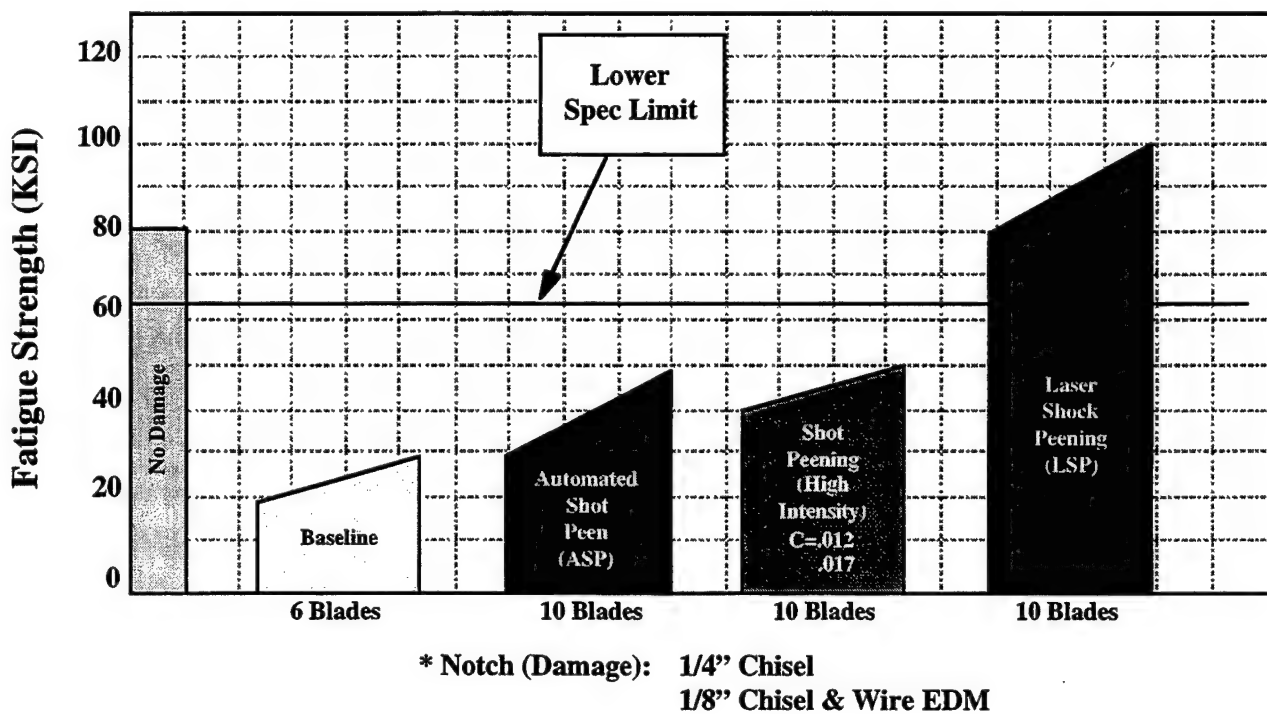 Fatigue Strength (KSI)
120
100
80
60
40
20
0
Lower
Spec Limit
No Damage
Baseline
Automated
Shot
Peen
(ASP)
Shot
Peening
(High
Intensity)
C=.012
.017
Laser
Shock
Peening
(LSP)
6 Blades
10 Blades
10 Blades
10 Blades
* Notch (Damage): 1/4” Chisel
1/8” Chisel & Wire EDM